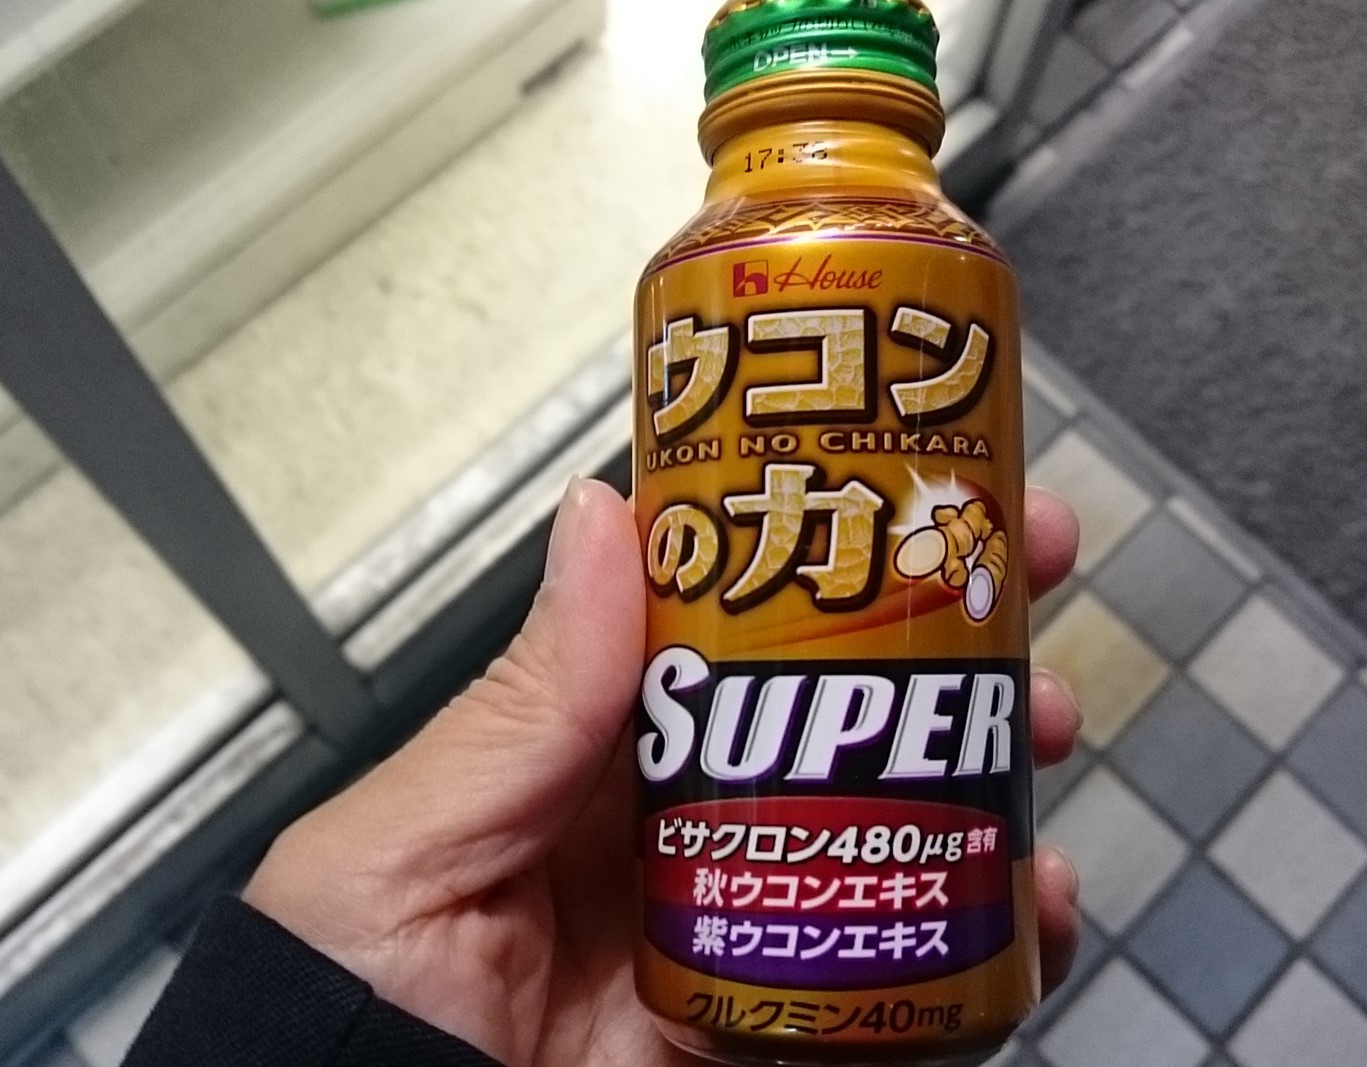 OPEN→
House
ウコン
UKON NO CHIKARA
の力
SUPER
ビサクロン480μg含有
秋ウコンエキス
紫ウコンエキス
クルクミン40mg